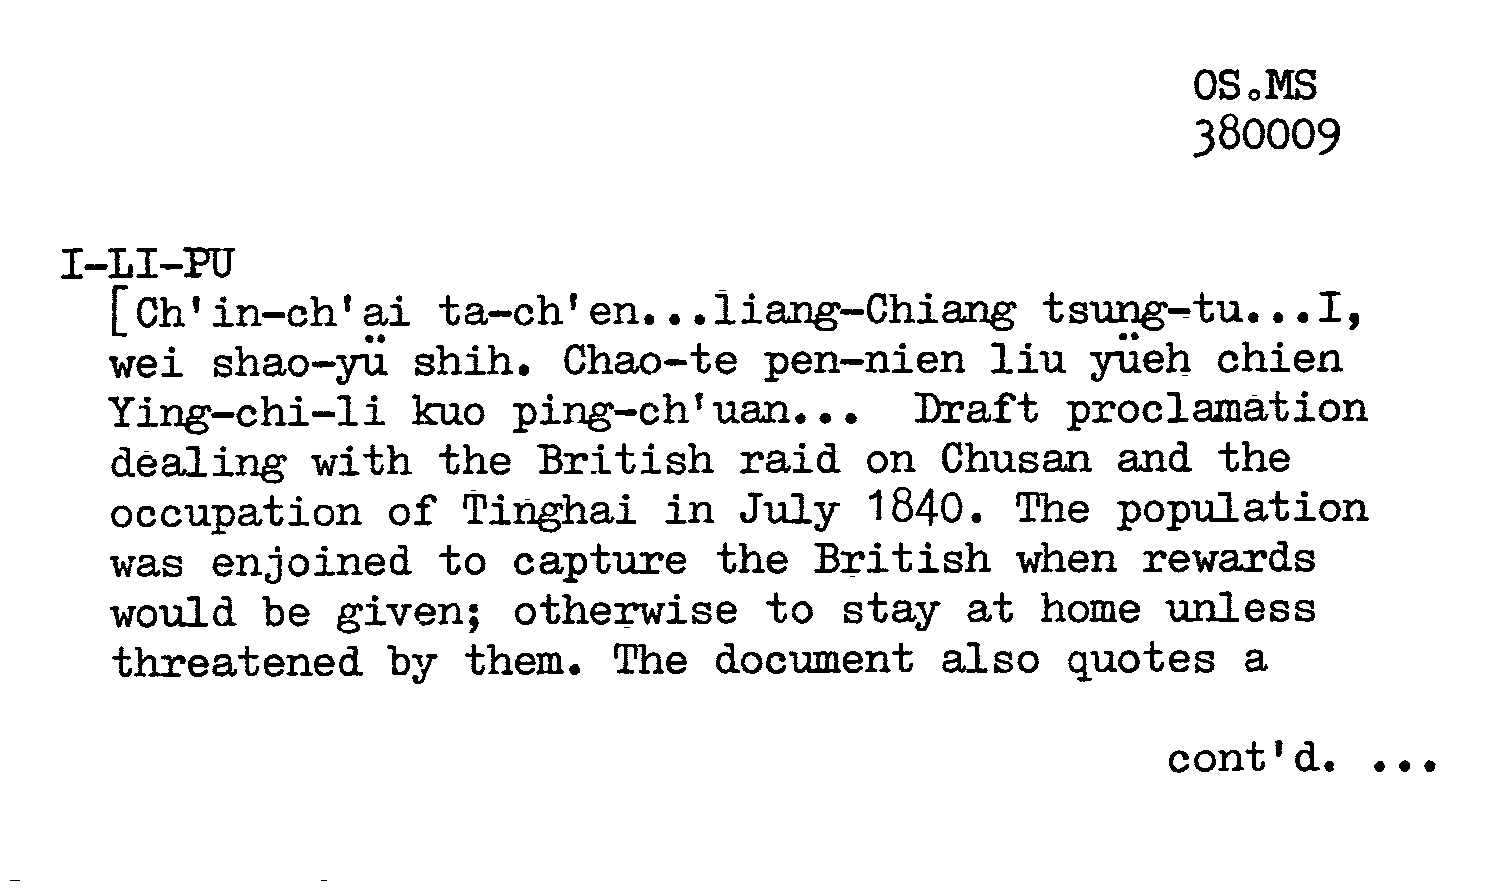 OS.MS
380009
I-LI-PU
[Ch'in-ch'ai ta-ch'en...liang-Chiang tsung-tu...I,
wei shao-yü shih. Chao-te pen-nien liu yüeh chien
Ying-chi-li kuo ping-ch'uan... Draft proclamation
dealing with the British raid on Chusan and the
occupation of Tinghai in July 1840. The population
was enjoined to capture the British when rewards
would be given; otherwise to stay at home unless
threatened by them. The document also quotes a
cont'd. ...